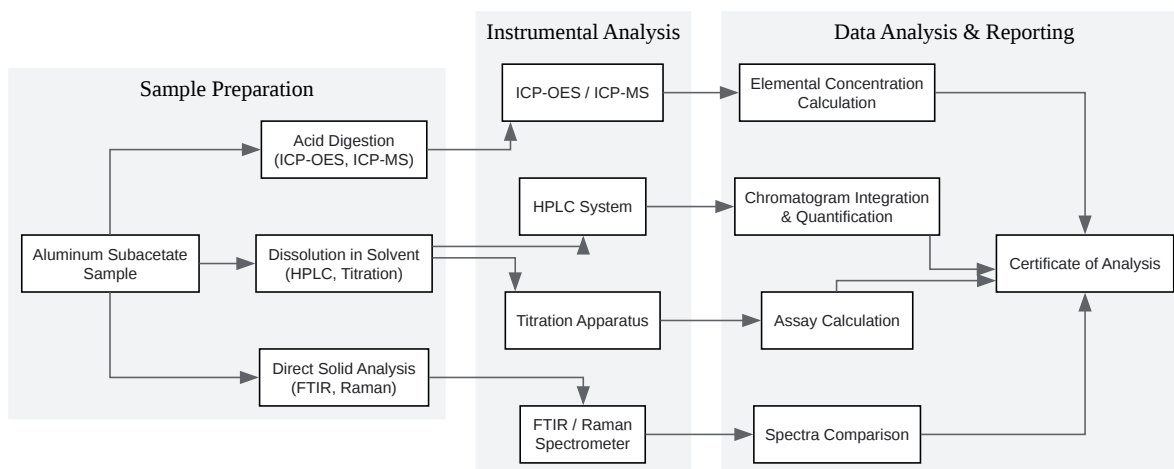 Sample Preparation
Aluminum Subacetate
Sample
Acid Digestion
(ICP-OES, ICP-MS)
Dissolution in Solvent
(HPLC, Titration)
Direct Solid Analysis
(FTIR, Raman)
Instrumental Analysis
ICP-OES / ICP-MS
HPLC System
Titration Apparatus
FTIR / Raman
Spectrometer
Data Analysis & Reporting
Elemental Concentration
Calculation
Chromatogram Integration
& Quantification
Assay Calculation
Spectra Comparison
Certificate of Analysis